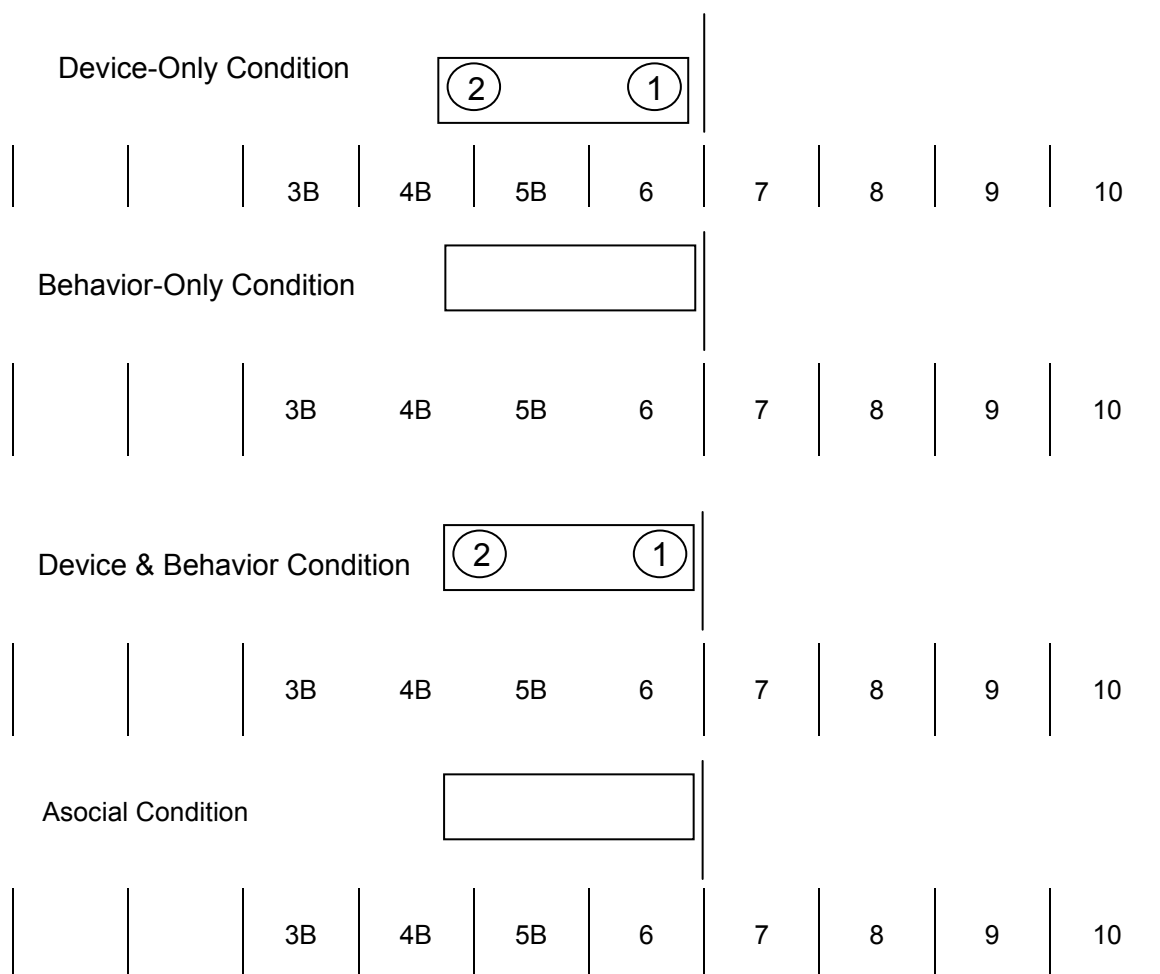 Device-Only Condition
2 1
3B 4B 5B 6 7 8 9 10
Behavior-Only Condition
3B 4B 5B 6 7 8 9 10
Device & Behavior Condition
2 1
3B 4B 5B 6 7 8 9 10
Asocial Condition
3B 4B 5B 6 7 8 9 10